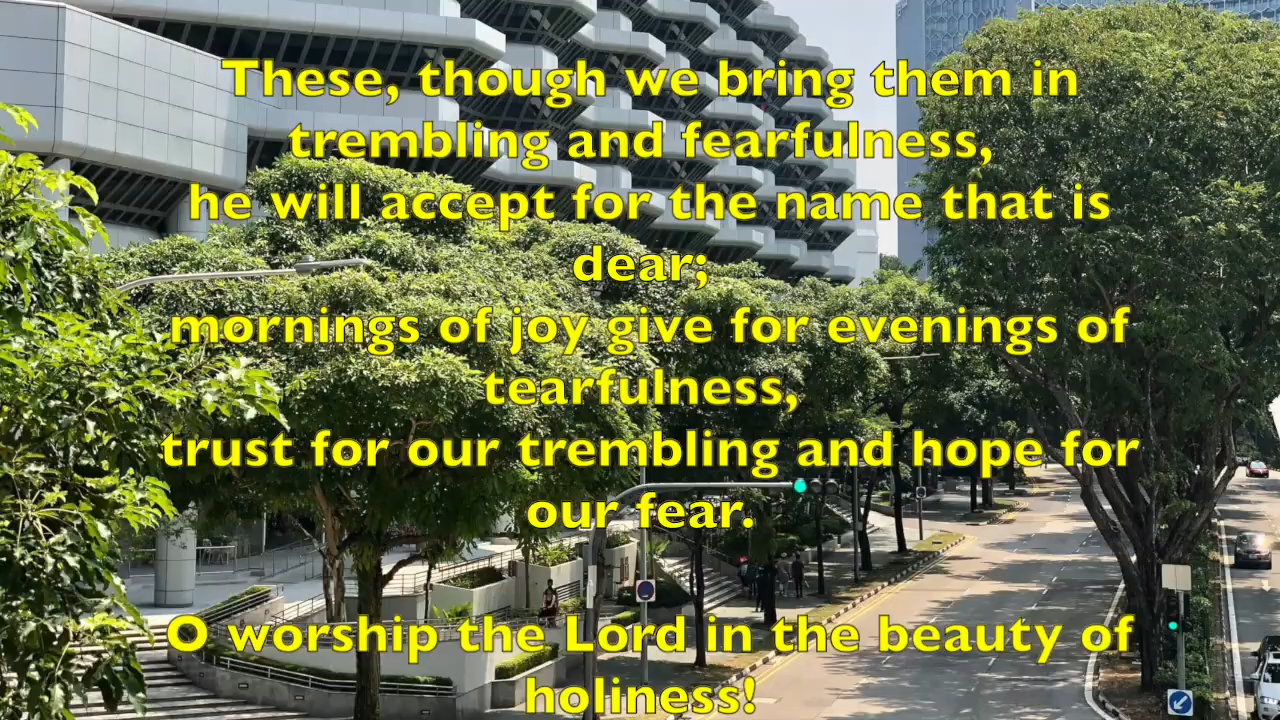 These, though we bring them in
trembling and fearfulness,
he will accept for the name that is
dear;
mornings of joy give for evenings of
tearfulness,
trust for our trembling and hope for
our fear.
O worship the Lord in the beauty of
holiness!